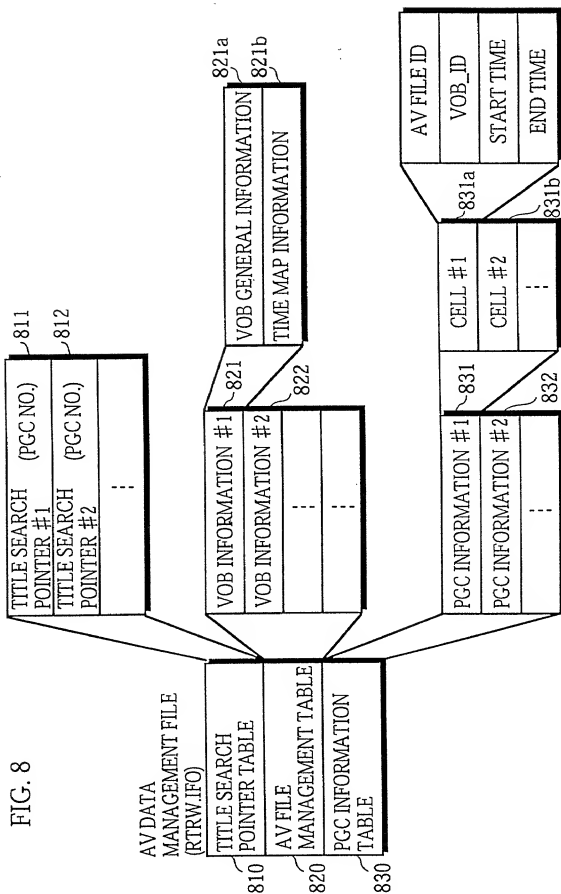 FIG. 8
AV DATA
MANAGEMENT FILE
(RTRW.IFO)
810
TITLE SEARCH
POINTER TABLE
820
AV FILE
MANAGEMENT TABLE
830
PGC INFORMATION
TABLE
TITLE SEARCH (PGC NO.)
POINTER #1
811
TITLE SEARCH (PGC NO.)
POINTER #2
812
VOB INFORMATION #1
821
VOB INFORMATION #2
822
VOB GENERAL INFORMATION
821a
TIME MAP INFORMATION
821b
PGC INFORMATION #1
831
PGC INFORMATION #2
832
CELL #1
831a
CELL #2
831b
AV FILE ID
VOB_ID
START TIME
END TIME